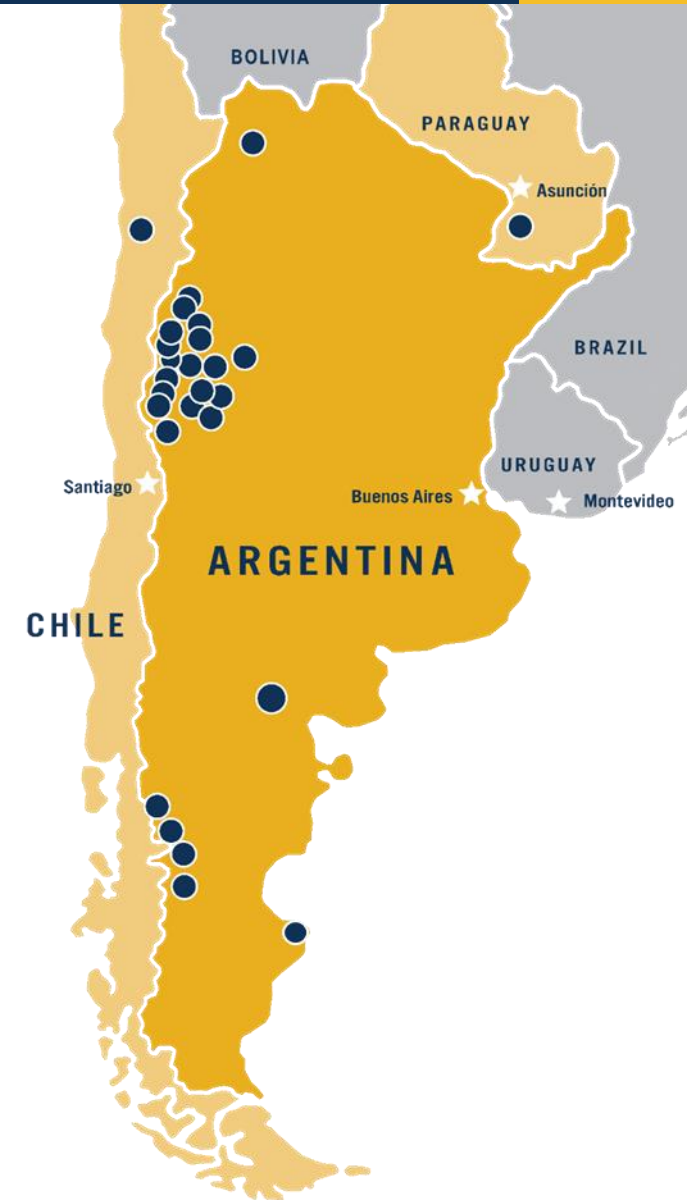 BOLIVIA
PARAGUAY
Asunción
BRAZIL
URUGUAY
Santiago
Buenos Aires
Montevideo
ARGENTINA
CHILE